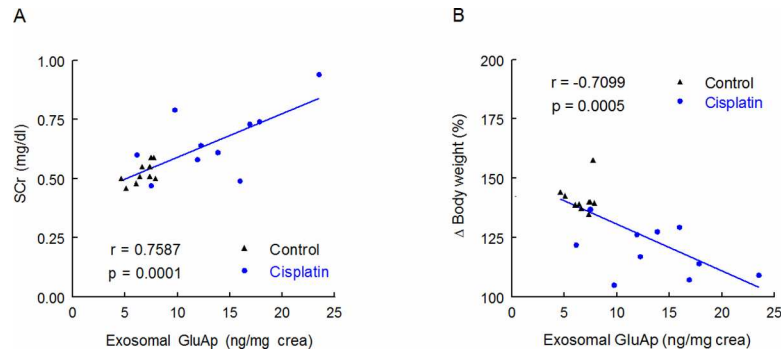 A
1.00
0.75
0.50
0.25
0.00
SCr (mg/dl)
r = 0.7587
p = 0.0001
Control
Cisplatin
0 5 10 15 20 25
Exosomal GluAp (ng/mg crea)
B
200
175
150
125
100
Δ Body weight (%)
r = -0.7099
p = 0.0005
Control
Cisplatin
0 5 10 15 20 25
Exosomal GluAp (ng/mg crea)